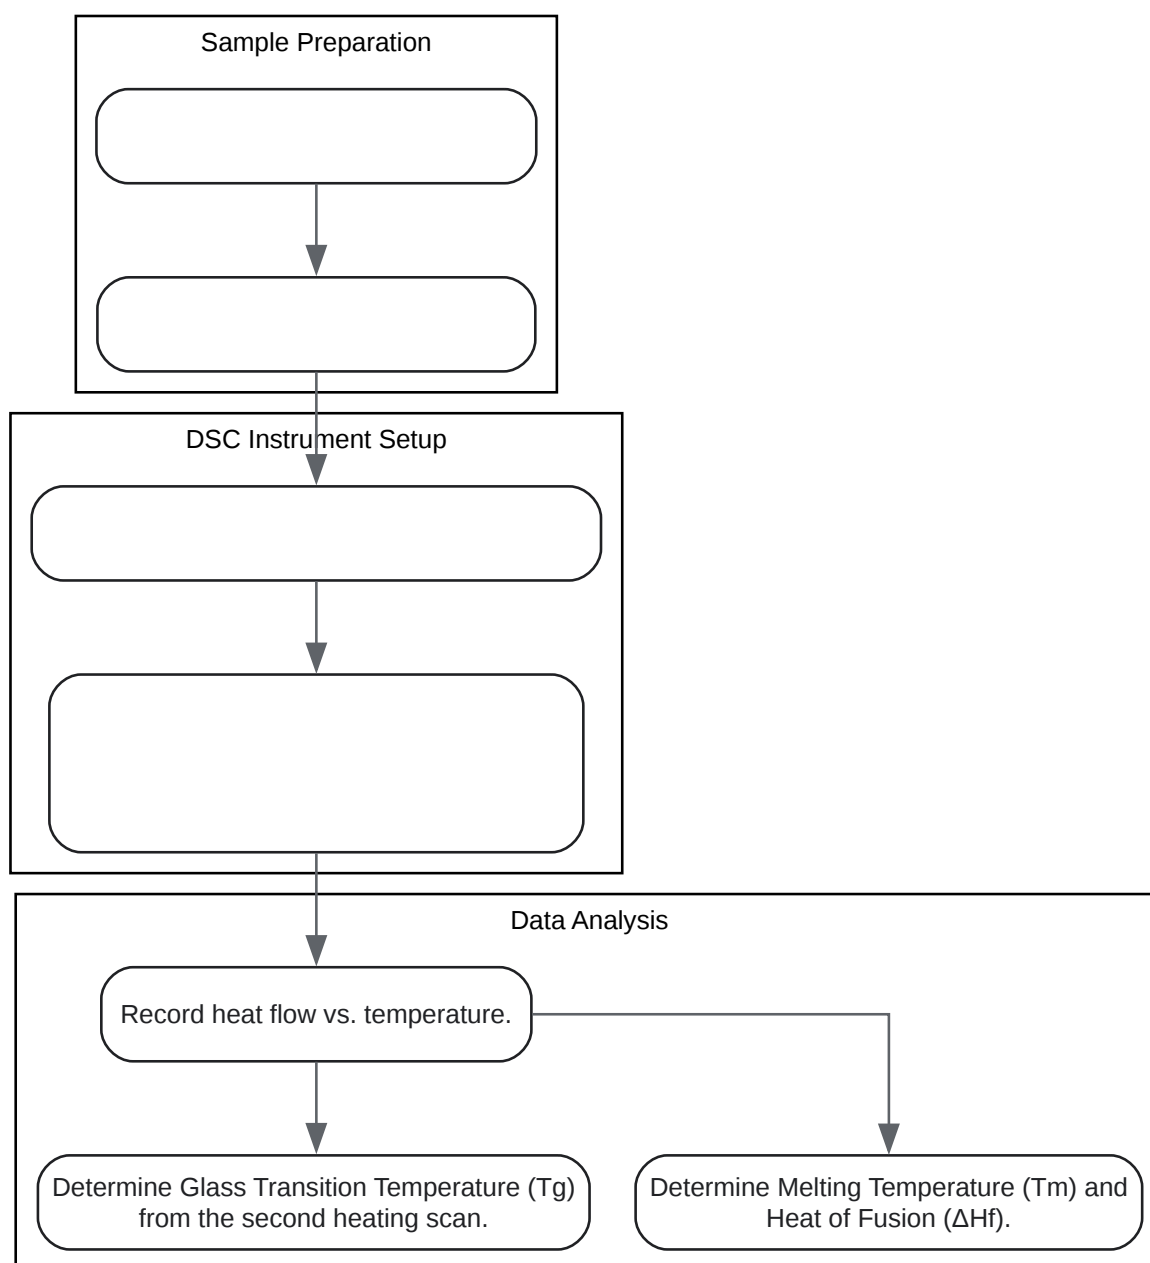 Sample Preparation
DSC Instrument Setup
Data Analysis
Record heat flow vs. temperature.
Determine Glass Transition Temperature (Tg)
from the second heating scan.
Determine Melting Temperature (Tm) and
Heat of Fusion (ΔHf).